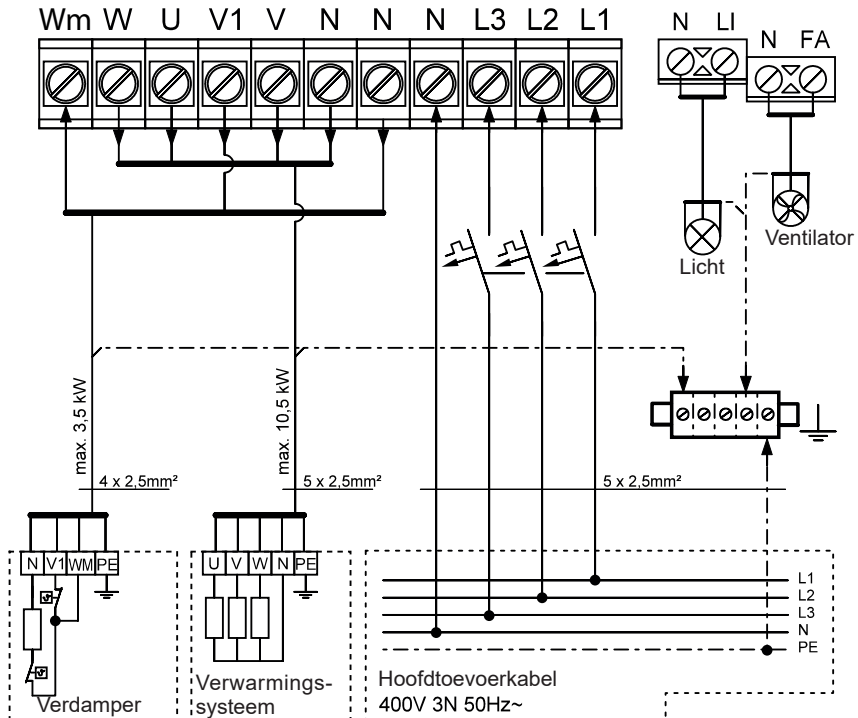 Wm W U V1 V N N N L3 L2 L1
N LI
N FA
Licht
Ventilator
max. 3,5 kW
max. 10,5 kW
4 x 2,5mm²
5 x 2,5mm²
5 x 2,5mm²
N V1 WM PE
U V W N PE
L1
L2
L3
N
PE
Verdamper
Verwarmings-
systeem
Hoofdtoevoerkabel
400V 3N 50Hz~